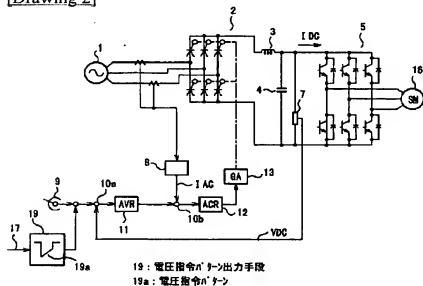 [Drawing 2]
2
3
I DC
5
1
16
4
7
SM
8
13
I AC
GA
9
10a
AVR
ACR
12
19
11
10b
17
VDC
19a
19：電圧指令パターン出力手段
19a：電圧指令パターン